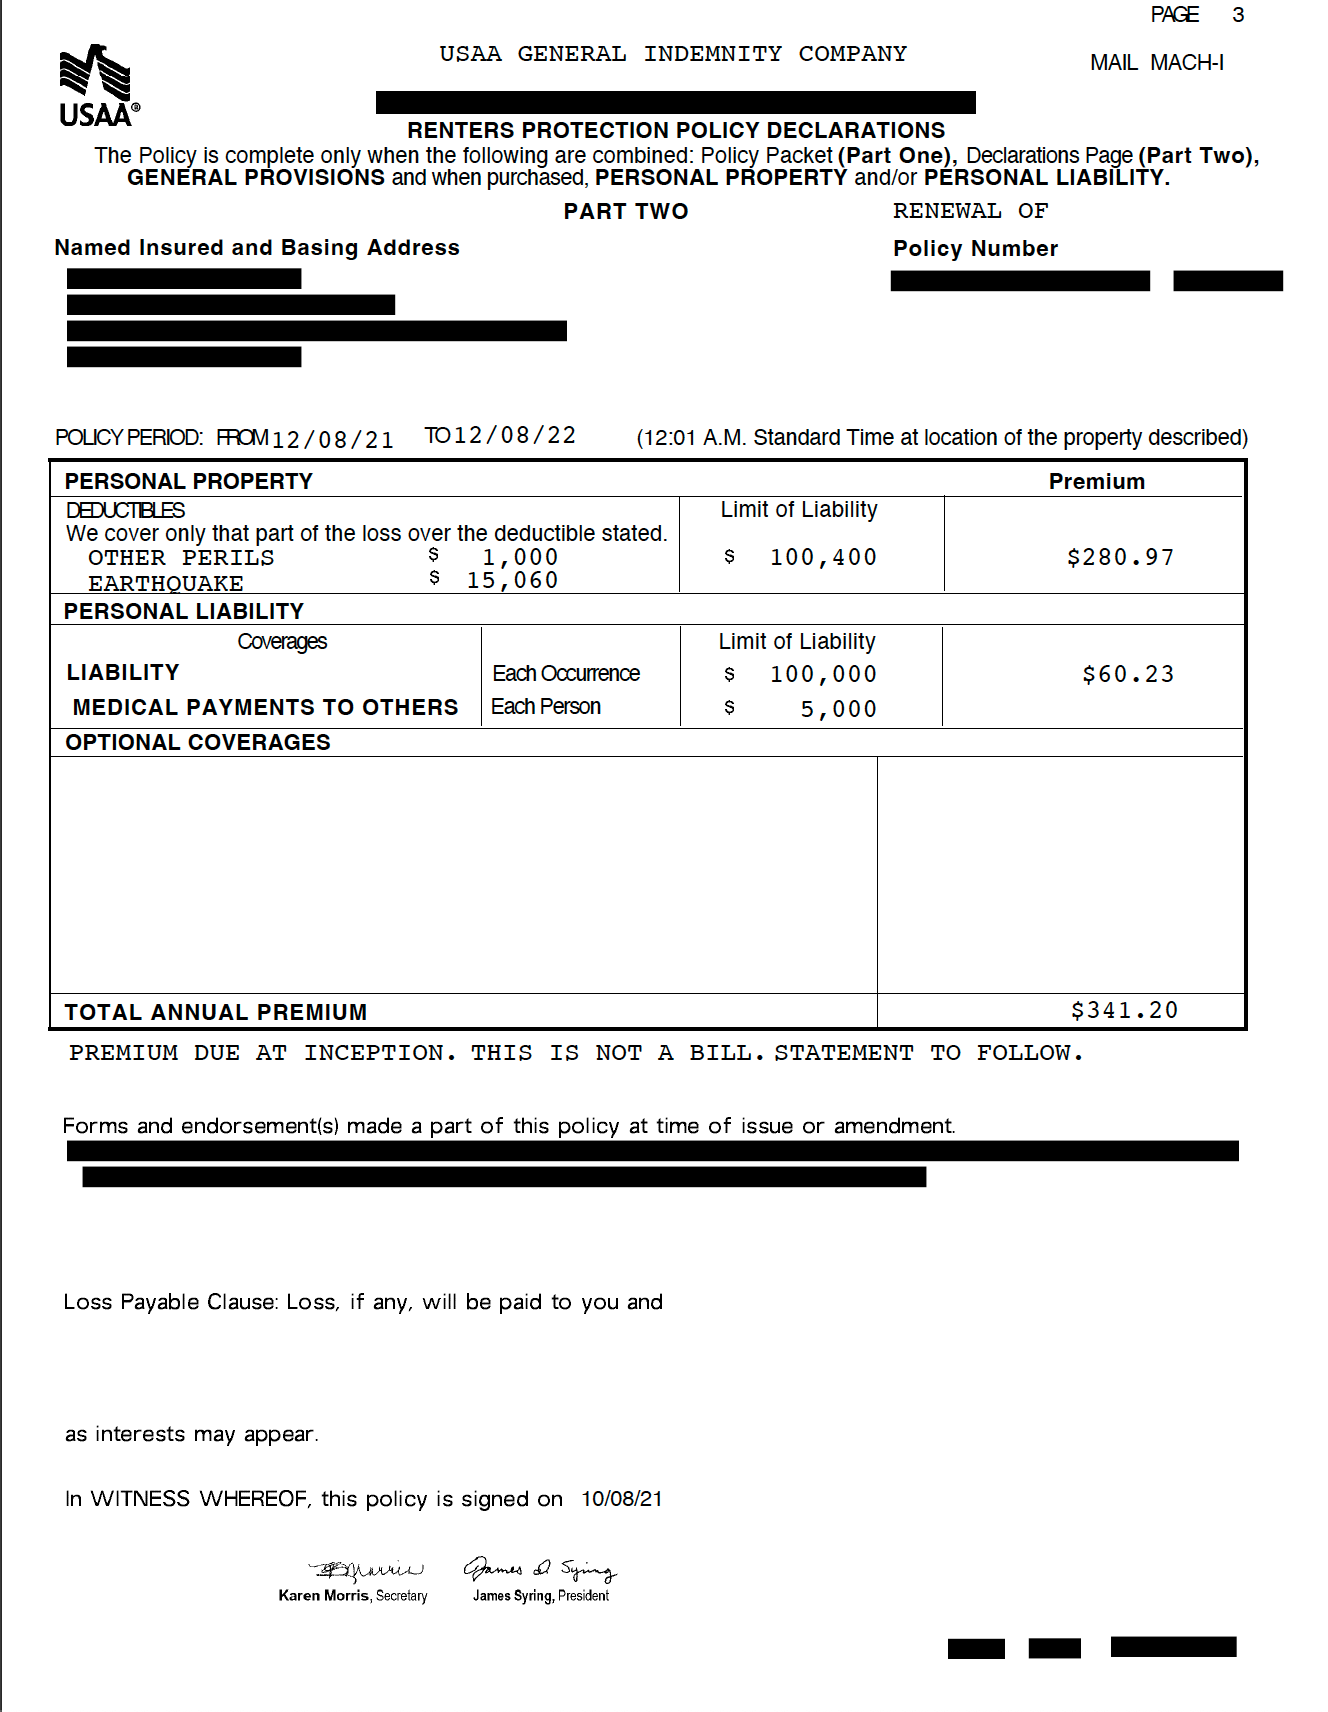 PAGE 3
USAA GENERAL INDEMNITY COMPANY
MAIL MACH-I
USAA®
RENTERS PROTECTION POLICY DECLARATIONS
The Policy is complete only when the following are combined: Policy Packet (Part One), Declarations Page (Part Two),
GENERAL PROVISIONS and when purchased, PERSONAL PROPERTY and/or PERSONAL LIABILITY.
PART TWO RENEWAL OF
Named Insured and Basing Address Policy Number
POLICY PERIOD: FROM 12/08/21 TO 12/08/22 (12:01 A.M. Standard Time at location of the property described)
PERSONAL PROPERTY Premium
DEDUCTIBLES Limit of Liability
We cover only that part of the loss over the deductible stated.
OTHER PERILS $ 1,000 $ 100,400 $280.97
EARTHQUAKE $ 15,060
PERSONAL LIABILITY
Coverages Limit of Liability
LIABILITY Each Occurrence $ 100,000 $60.23
MEDICAL PAYMENTS TO OTHERS Each Person $ 5,000
OPTIONAL COVERAGES
TOTAL ANNUAL PREMIUM $341.20
PREMIUM DUE AT INCEPTION. THIS IS NOT A BILL. STATEMENT TO FOLLOW.
Forms and endorsement(s) made a part of this policy at time of issue or amendment.
Loss Payable Clause: Loss, if any, will be paid to you and
as interests may appear.
In WITNESS WHEREOF, this policy is signed on 10/08/21
James D Syring
Karen Morris, Secretary James Syring, President